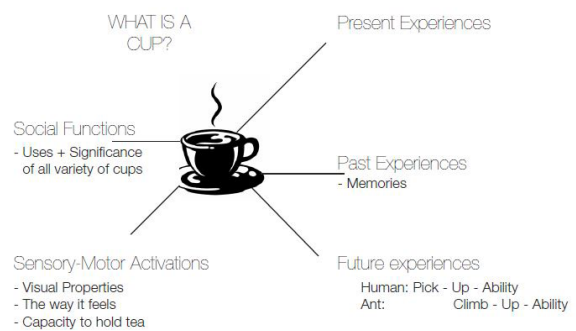 WHAT IS A
CUP?
Present Experiences
Social Functions
- Uses + Significance
of all variety of cups
Past Experiences
- Memories
Sensory-Motor Activations
- Visual Properties
- The way it feels
- Capacity to hold tea
Future experiences
Human: Pick - Up - Ability
Ant: Climb - Up - Ability